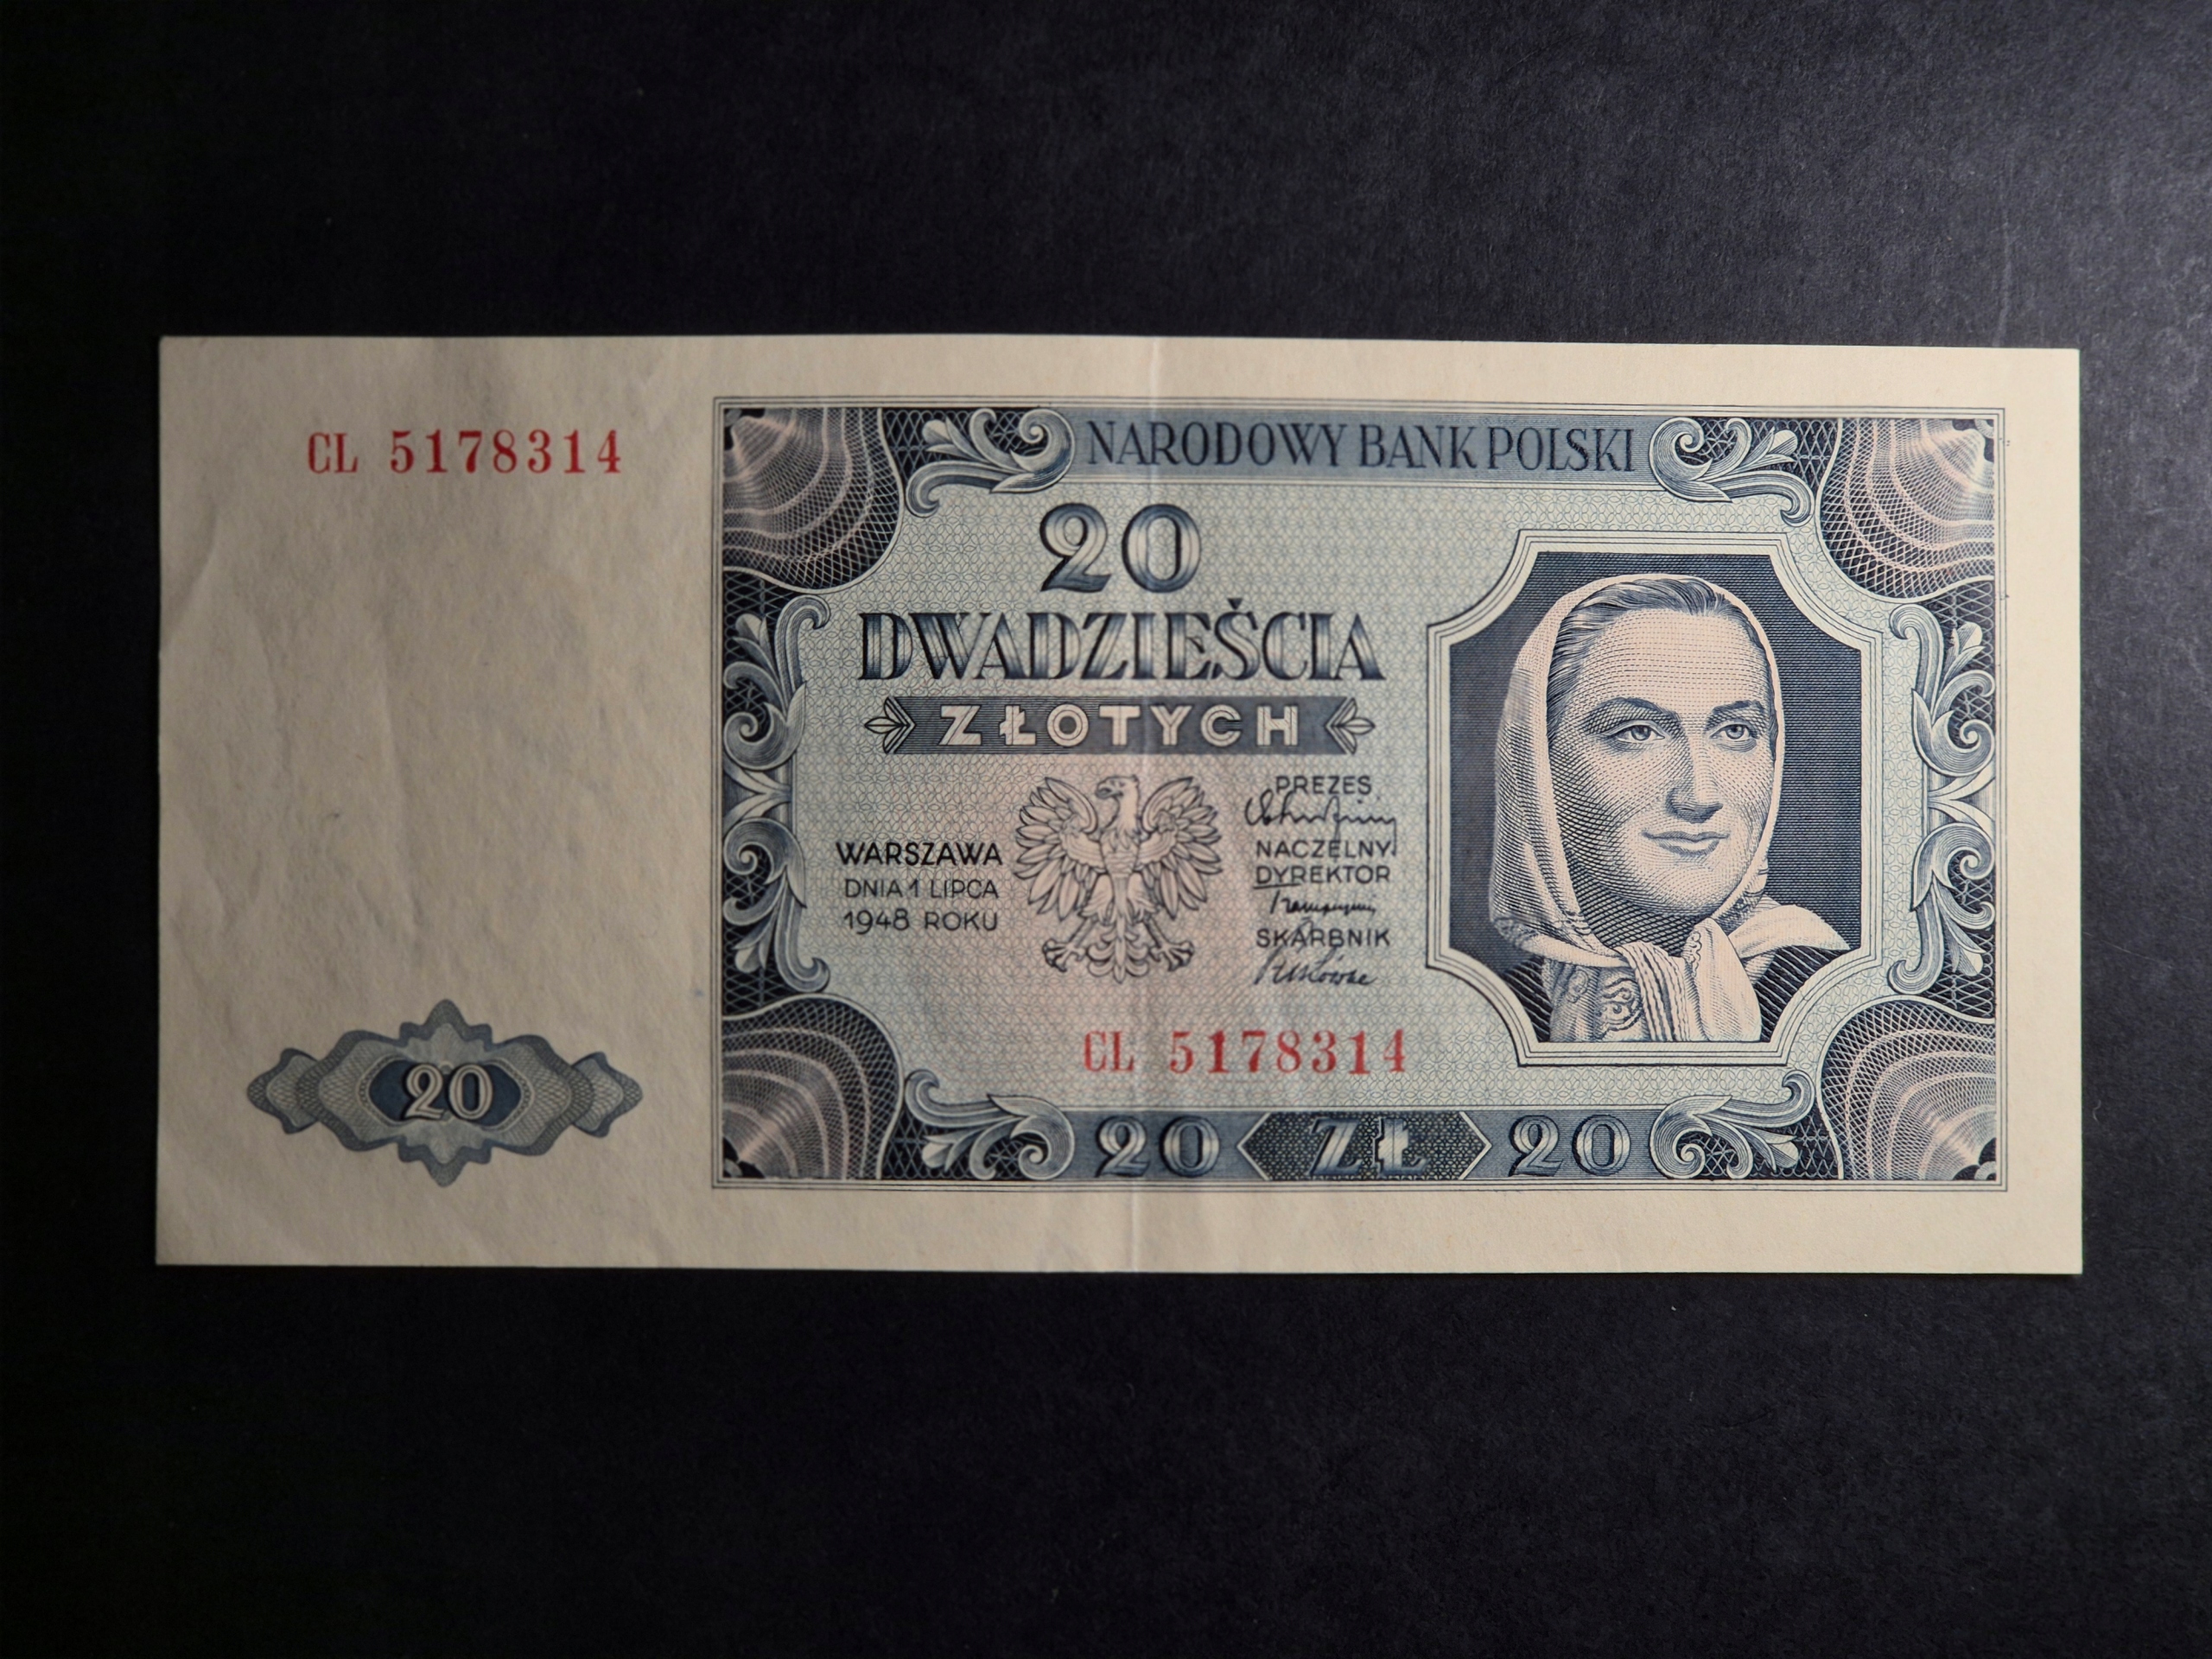 CL 5178314
NARODOWY BANK POLSKI
20
DWADZIEŚCIA
ZŁOTYCH
WARSZAWA
DNIA 1 LIPCA
1948 ROKU
PREZES
NACZELNY
DYREKTOR
SKARBNIK
CL 5178314
20
20 ZŁ 20